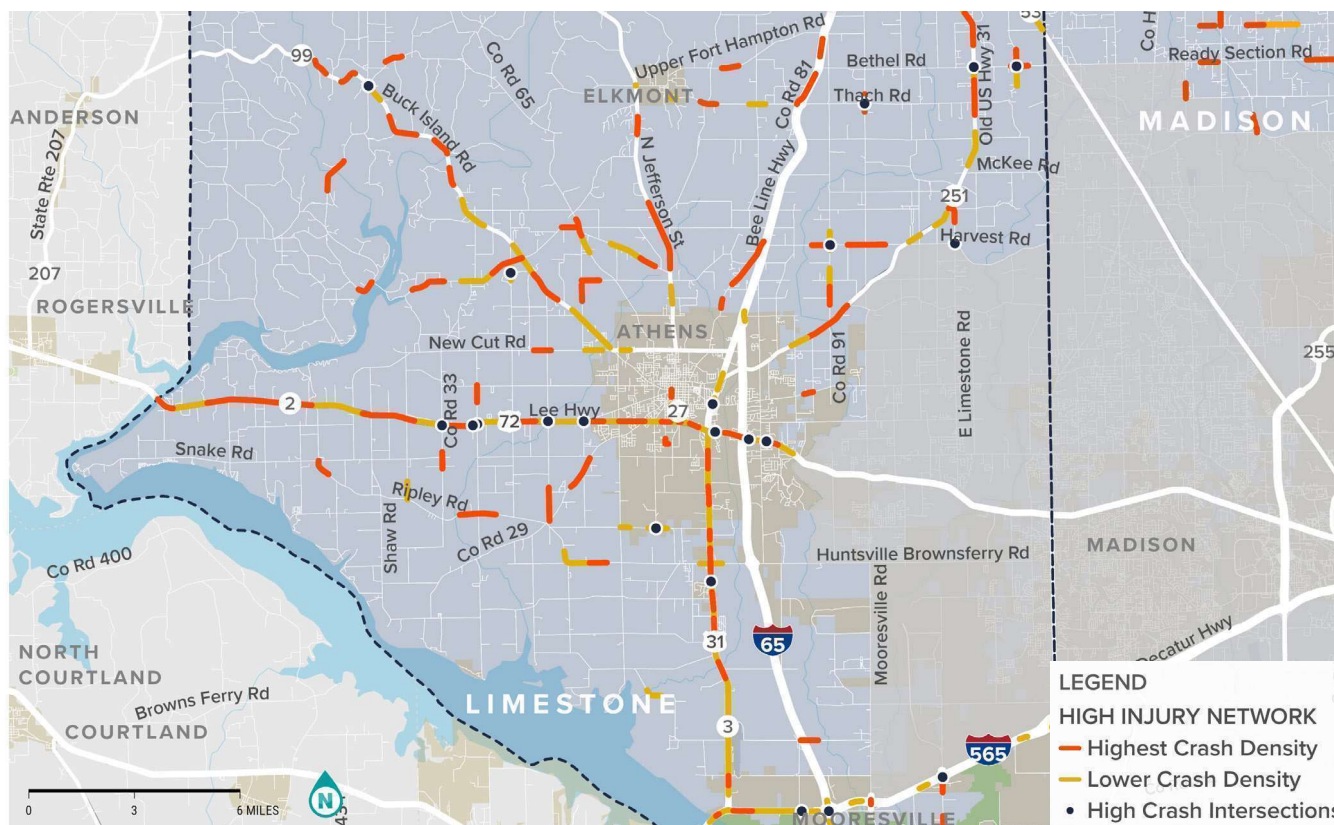 53
Co H
Ready Section Rd
Upper Fort Hampton Rd
Co Rd 65
Co Rd 81
Bethel Rd
99
ELKMONT
Thach Rd
Old US Hwy 31
Buck Island Rd
ANDERSON
MADISON
State Rte 207
N Jefferson St
Bee Line Hwy
McKee Rd
251
Harvest Rd
207
ROGERSVILLE
ATHENS
New Cut Rd
Co Rd 91
E Limestone Rd
255
Co Rd 33
2
72
Lee Hwy
27
Snake Rd
Ripley Rd
Shaw Rd
Co Rd 29
Co Rd 400
Huntsville Brownsferry Rd
MADISON
Mooresville Rd
31
65
NORTH
COURTLAND
Browns Ferry Rd
COURTLAND
LIMESTONE
3
565
Decatur Hwy
LEGEND
HIGH INJURY NETWORK
Highest Crash Density
Lower Crash Density
High Crash Intersections
0 3 6 MILES
N
MOORESVILLE